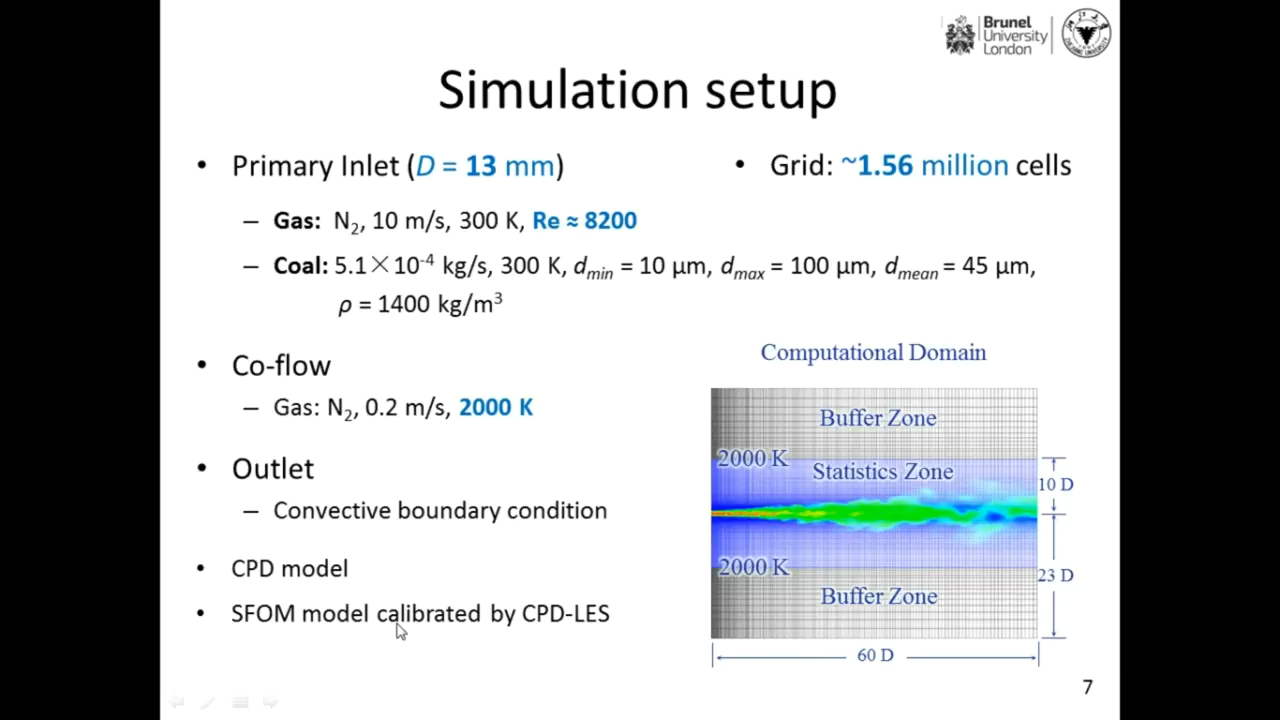 Brunel
University
London
Simulation setup
• Primary Inlet (D = 13 mm)
• Grid: ~1.56 million cells
– Gas: N₂, 10 m/s, 300 K, Re ≈ 8200
– Coal: 5.1×10⁻⁴ kg/s, 300 K, dmin = 10 μm, dmax = 100 μm, dmean = 45 μm,
ρ = 1400 kg/m³
• Co-flow
– Gas: N₂, 0.2 m/s, 2000 K
• Outlet
– Convective boundary condition
• CPD model
• SFOM model calibrated by CPD-LES
Computational Domain
Buffer Zone
2000 K
Statistics Zone
10 D
2000 K
23 D
Buffer Zone
60 D
7